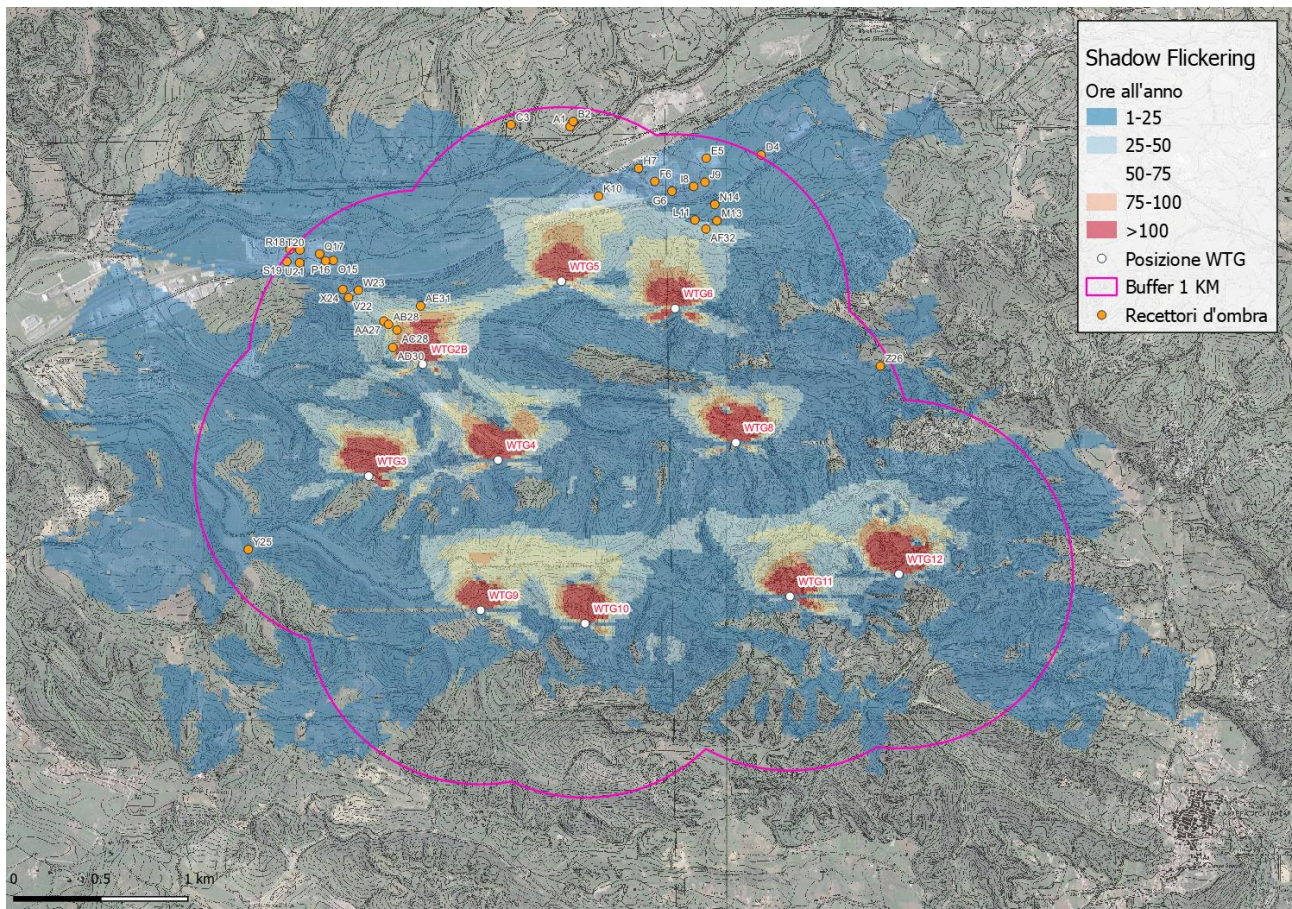 Shadow Flickering
Ore all'anno
1-25
25-50
50-75
75-100
>100
Posizione WTG
Buffer 1 KM
Recettori d'ombra
C3
A1
B2
D4
E5
H7
F6
I8
J9
G6
K10
N14
L11
M13
AF32
R18
T20
Q17
S19
U21
P16
O15
W23
X24
V22
AE31
AB28
AA27
AC28
AD30
Z26
Y25
WTG5
WTG6
WTG2B
WTG8
WTG4
WTG3
WTG12
WTG11
WTG9
WTG10
0 0.5 1 km